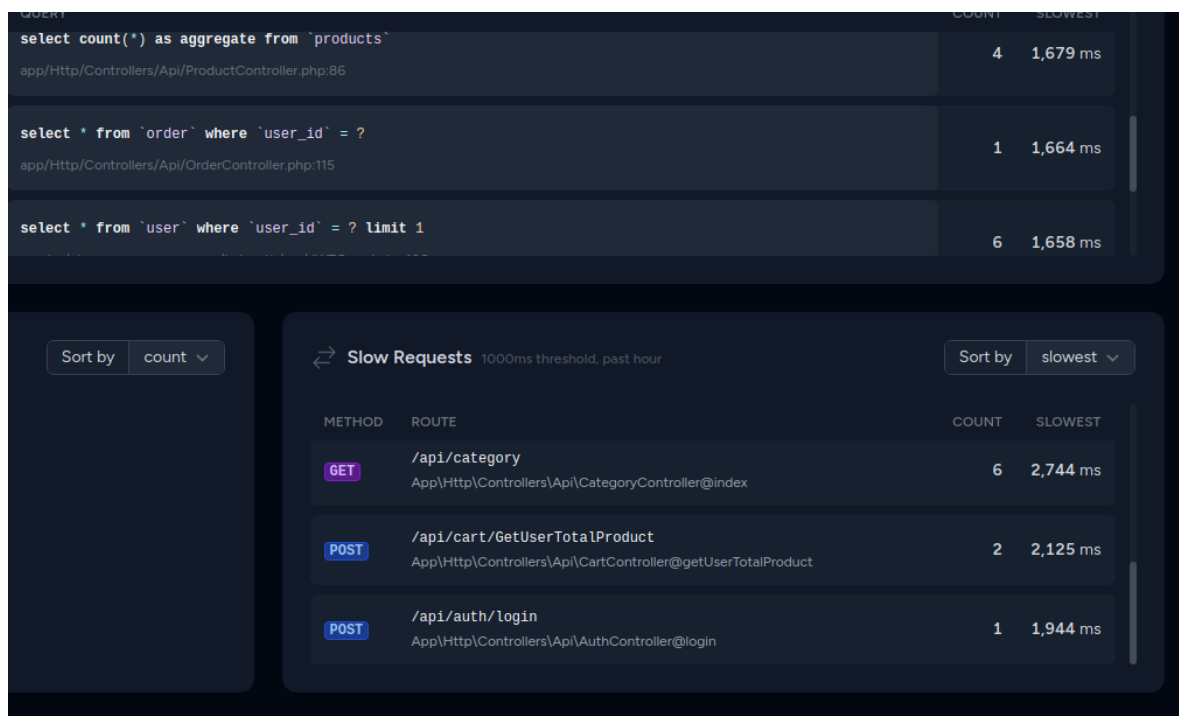 QUERY COUNT SLOWEST
select count(*) as aggregate from `products`
app/Http/Controllers/Api/ProductController.php:86
4 1,679 ms
select * from `order` where `user_id` = ?
app/Http/Controllers/Api/OrderController.php:115
1 1,664 ms
select * from `user` where `user_id` = ? limit 1
6 1,658 ms
Sort by count
Slow Requests 1000ms threshold, past hour
Sort by slowest
METHOD ROUTE COUNT SLOWEST
GET /api/category
App\Http\Controllers\Api\CategoryController@index
6 2,744 ms
POST /api/cart/GetUserTotalProduct
App\Http\Controllers\Api\CartController@getUserTotalProduct
2 2,125 ms
POST /api/auth/login
App\Http\Controllers\Api\AuthController@login
1 1,944 ms